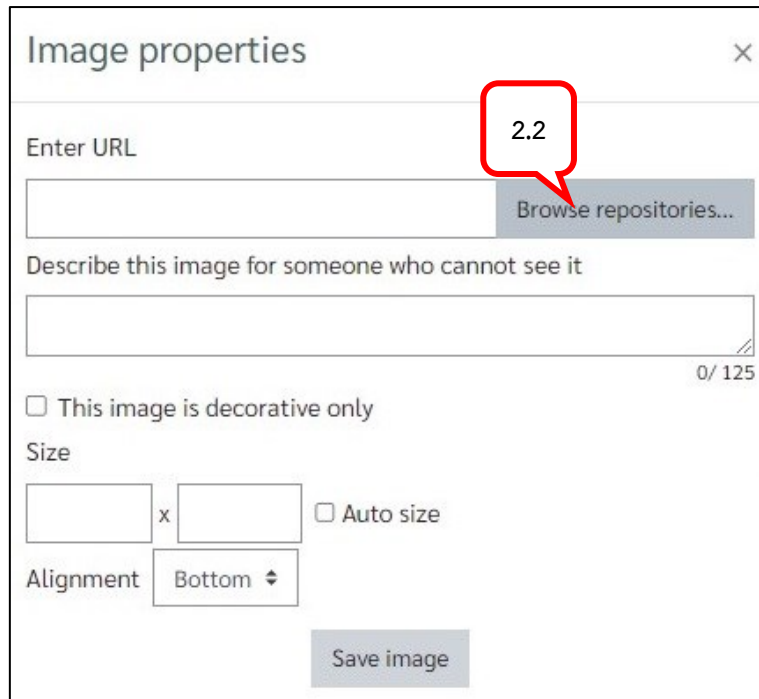 Image properties ×
2.2
Enter URL
Browse repositories...
Describe this image for someone who cannot see it
0/ 125
This image is decorative only
Size
x Auto size
Alignment Bottom
Save image